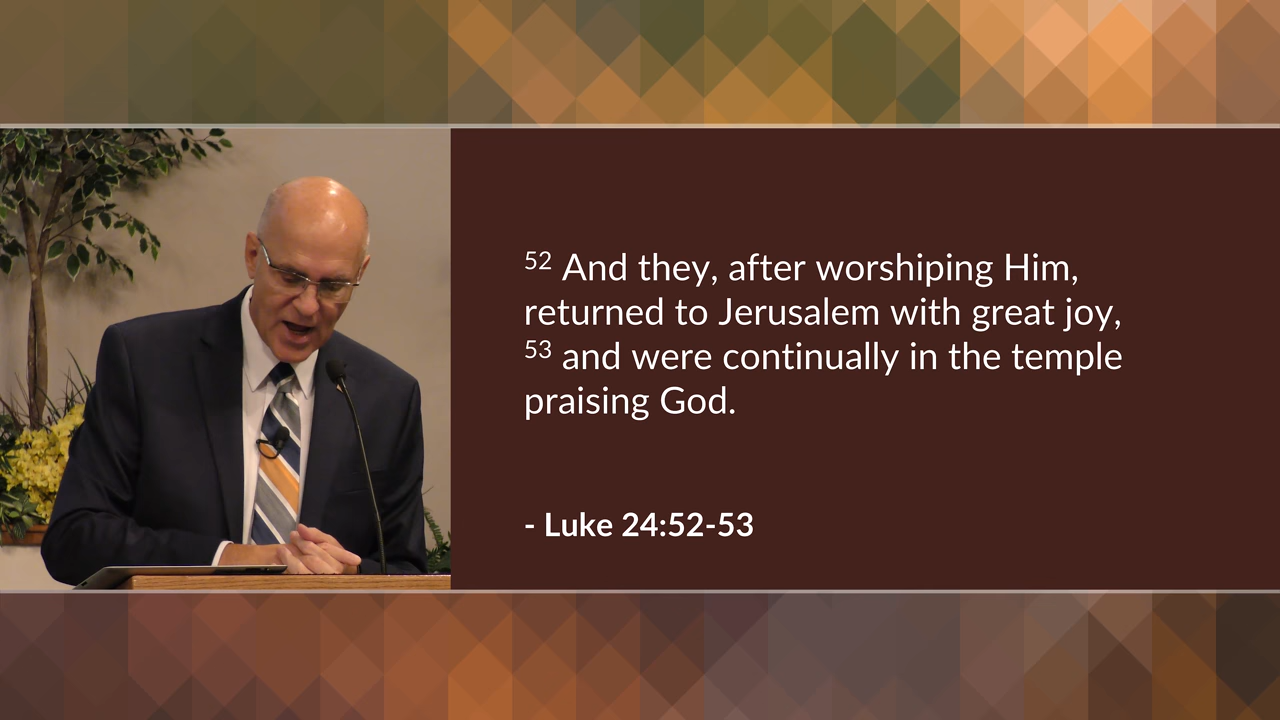 52 And they, after worshiping Him,
returned to Jerusalem with great joy,
53 and were continually in the temple
praising God.
- Luke 24:52-53